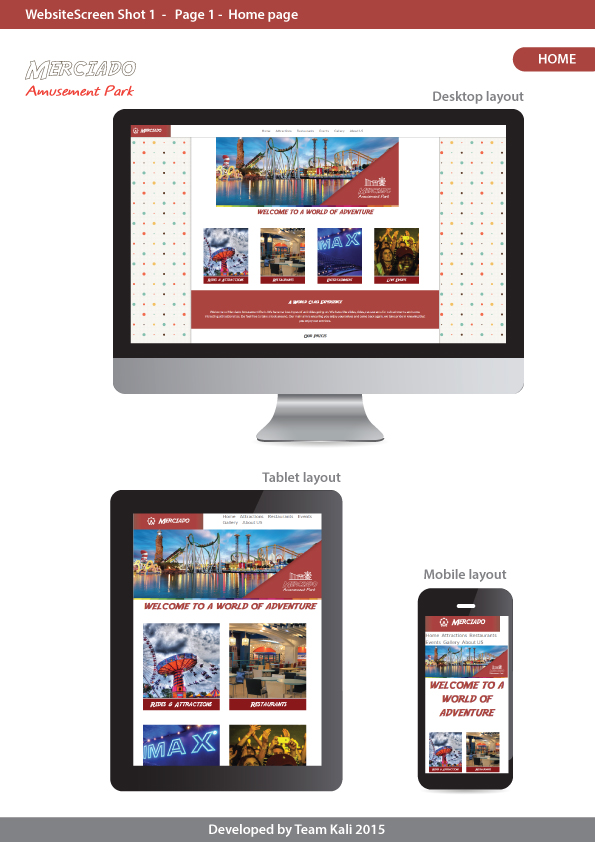 WebsiteScreen Shot 1 - Page 1 - Home page
HOME
MERCIADO
Amusement Park
Desktop layout
MERCIADO
Home Attractions Restaurants Events Gallery About US
MERCIADO
Amusement Park
WELCOME TO A WORLD OF ADVENTURE
IMAX
RIDES & ATTRACTIONS RESTAURANTS ENTERTAINMENT LIVE EVENTS
A WORLD CLASS EXPERIENCE
OUR PRICES
Tablet layout
MERCIADO
Home Attractions Restaurants Events
Gallery About US
MERCIADO
Amusement Park
WELCOME TO A WORLD OF ADVENTURE
RIDES & ATTRACTIONS RESTAURANTS
IMAX
Mobile layout
MERCIADO
Home Attractions Restaurants
Events Gallery About US
WELCOME TO A
WORLD OF
ADVENTURE
RIDES & ATTRACTIONS RESTAURANTS
Developed by Team Kali 2015